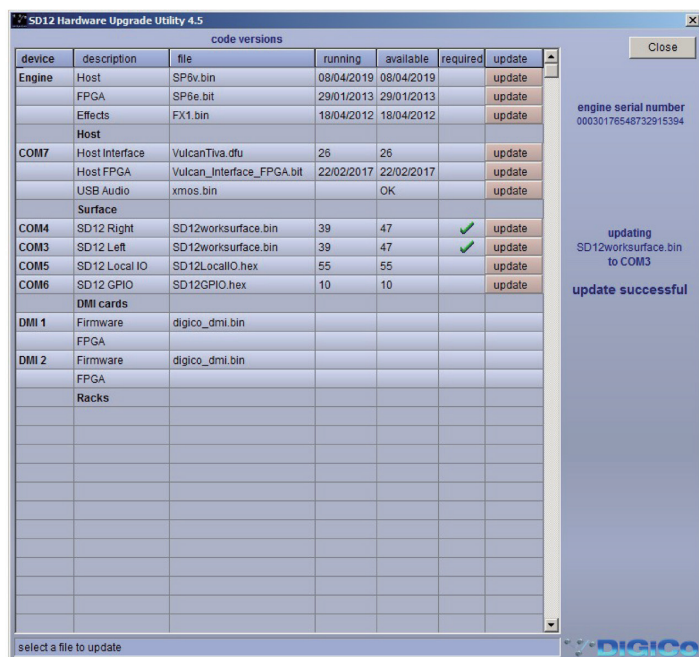 SD12 Hardware Upgrade Utility 4.5
code versions
device description file running available required update
Engine Host SP6v.bin 08/04/2019 08/04/2019 update
FPGA SP6e.bit 29/01/2013 29/01/2013 update
Effects FX1.bin 18/04/2012 18/04/2012 update
Host
COM7 Host Interface VulcanTiva.dfu 26 26 update
Host FPGA Vulcan_Interface_FPGA.bit 22/02/2017 22/02/2017 update
USB Audio xmos.bin OK update
Surface
COM4 SD12 Right SD12worksurface.bin 39 47 update
COM3 SD12 Left SD12worksurface.bin 39 47 update
COM5 SD12 Local IO SD12LocalIO.hex 55 55 update
COM6 SD12 GPIO SD12GPIO.hex 10 10 update
DMI cards
DMI 1 Firmware digico_dmi.bin
FPGA
DMI 2 Firmware digico_dmi.bin
FPGA
Racks
select a file to update
Close
engine serial number
00030176548732915394
updating
SD12worksurface.bin
to COM3
update successful
DiGiCo